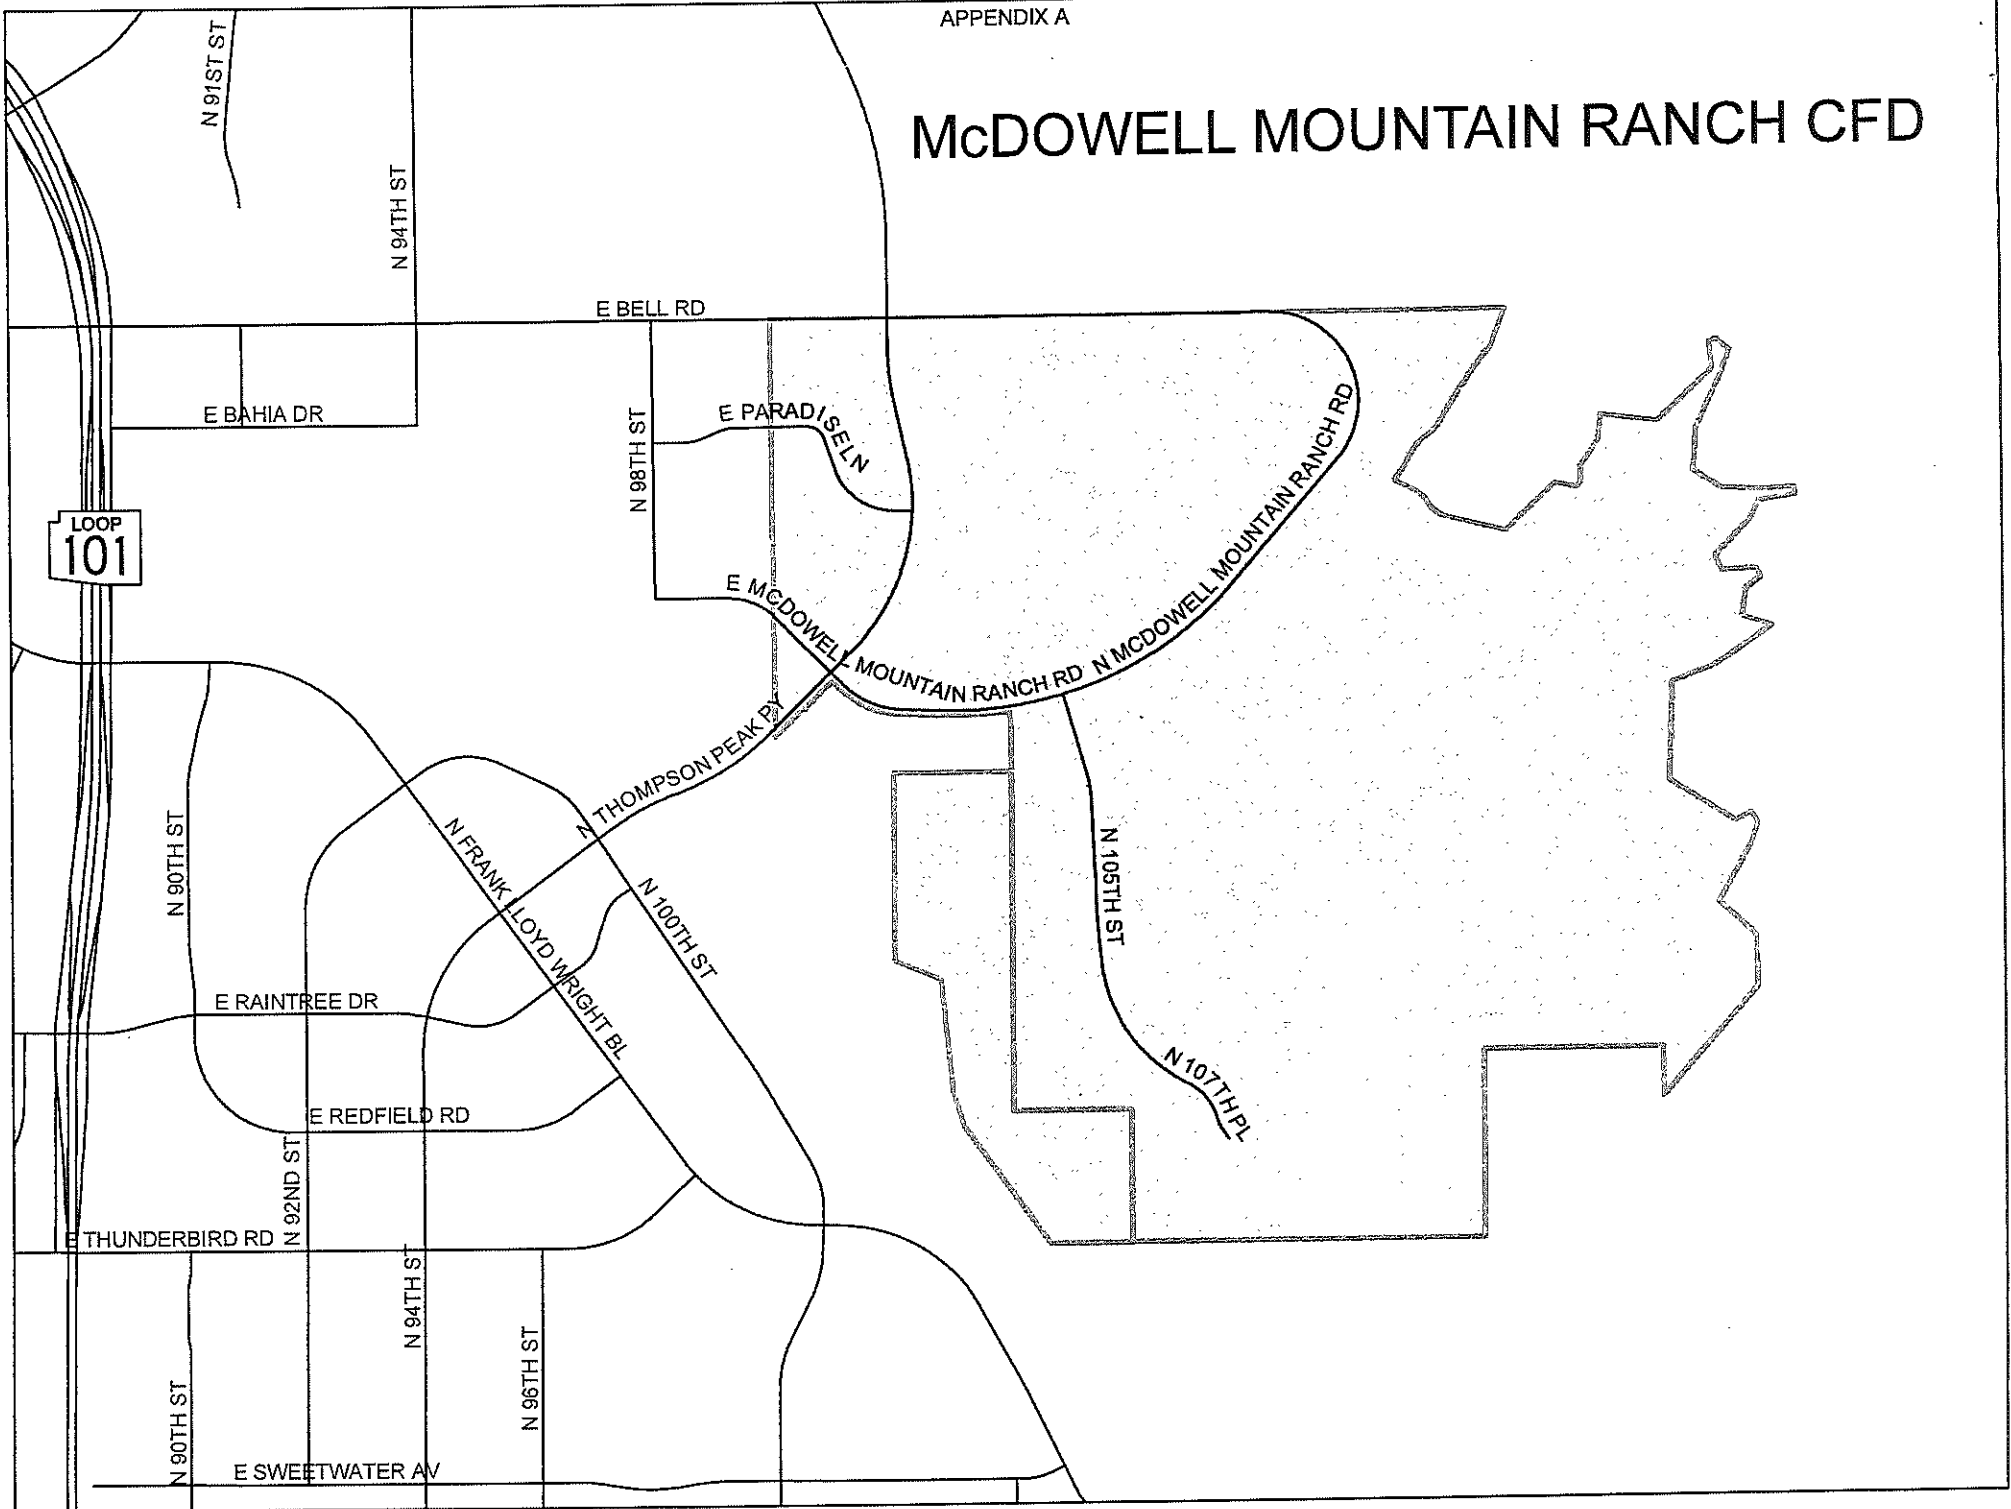 APPENDIX A
McDOWELL MOUNTAIN RANCH CFD
N 91ST ST
N 94TH ST
E BELL RD
E BAHIA DR
N 98TH ST
E PARADISE LN
LOOP
101
E MCDOWELL MOUNTAIN RANCH RD
N MCDOWELL MOUNTAIN RANCH RD
N THOMPSON PEAK PY
N FRANK LLOYD WRIGHT BL
N 90TH ST
N 100TH ST
N 105TH ST
E RAINTREE DR
N 107TH PL
E REDFIELD RD
N 92ND ST
E THUNDERBIRD RD
N 94TH ST
N 96TH ST
N 90TH ST
E SWEETWATER AV